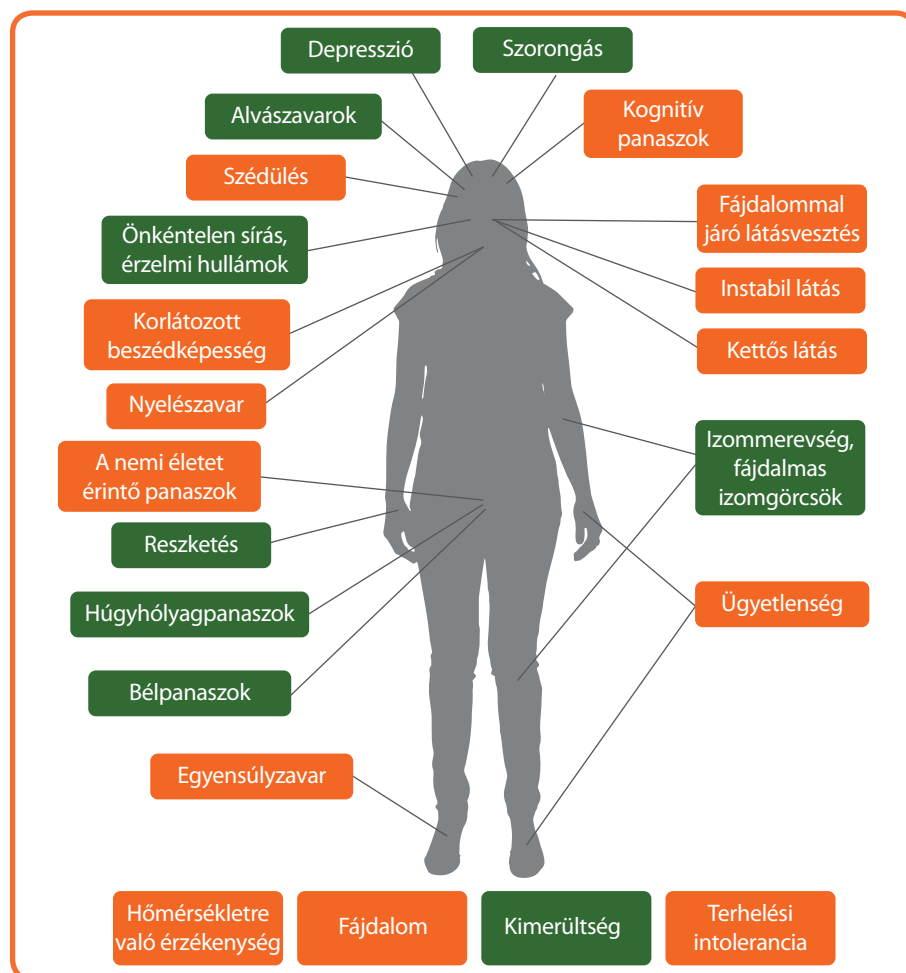 Depresszió
Szorongás
Alvászavarok
Kognitív
panaszok
Szédülés
Fájdalommal
járó látásvesztés
Önkéntelen sírás,
érzelmi hullámok
Instabil látás
Korlátozott
beszédképesség
Kettős látás
Nyelészavar
Izommerevség,
fájdalmas
izomgörcsök
A nemi életet
érintő panaszok
Reszketés
Húgyhólyagpanaszok
Ügyetlenség
Bélpanaszok
Egyensúlyzavar
Hőmérsékletre
való érzékenység
Fájdalom
Kimerültség
Terhelési
intolerancia